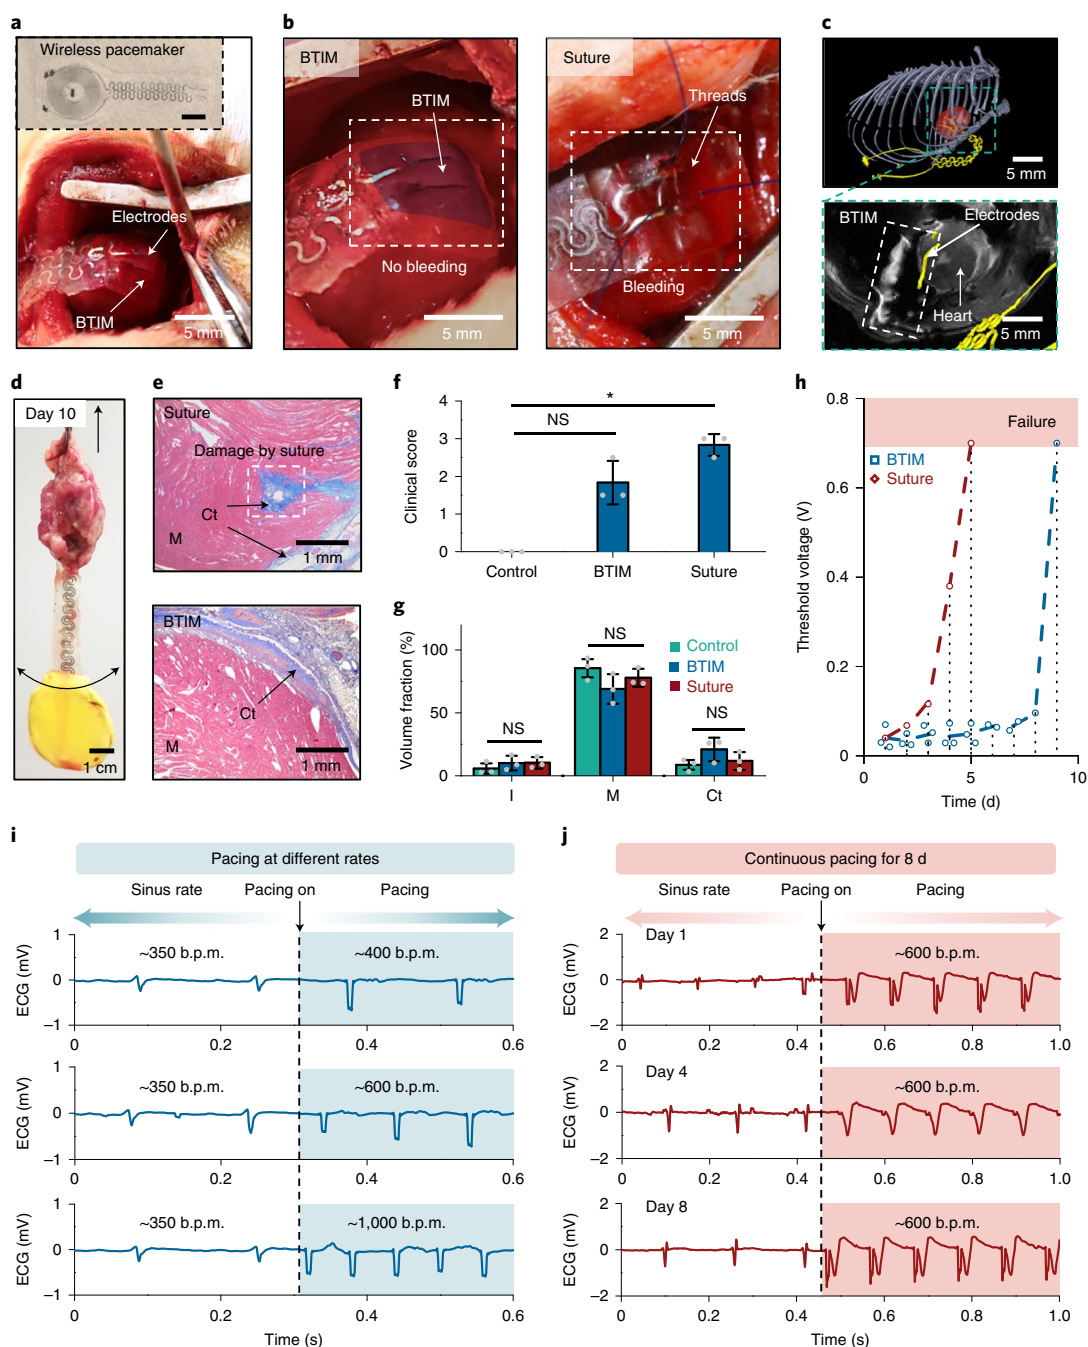 a
Wireless pacemaker
Electrodes
BTIM
5 mm
b
BTIM
BTIM
No bleeding
5 mm
Suture
Threads
Bleeding
5 mm
c
5 mm
BTIM
Electrodes
Heart
5 mm
d
Day 10
1 cm
e
Suture
Damage by suture
Ct
M
1 mm
BTIM
Ct
M
1 mm
f
Clinical score
4
3
2
1
0
*
NS
Control
BTIM
Suture
g
Volume fraction (%)
100
50
0
NS
NS
NS
Control
BTIM
Suture
I
M
Ct
h
Threshold voltage (V)
0.8
0.6
0.4
0.2
0
Failure
BTIM
Suture
0
5
10
Time (d)
i
Pacing at different rates
Sinus rate
Pacing on
Pacing
ECG (mV)
1
0
–1
~350 b.p.m.
~400 b.p.m.
0
0.2
0.4
0.6
ECG (mV)
1
0
–1
~350 b.p.m.
~600 b.p.m.
0
0.2
0.4
0.6
ECG (mV)
1
0
–1
~350 b.p.m.
~1,000 b.p.m.
0
0.2
0.4
0.6
Time (s)
j
Continuous pacing for 8 d
Sinus rate
Pacing on
Pacing
ECG (mV)
2
0
–2
Day 1
~600 b.p.m.
0
0.2
0.4
0.6
0.8
1.0
ECG (mV)
2
0
–2
Day 4
~600 b.p.m.
0
0.2
0.4
0.6
0.8
1.0
ECG (mV)
2
0
–2
Day 8
~600 b.p.m.
0
0.2
0.4
0.6
0.8
1.0
Time (s)